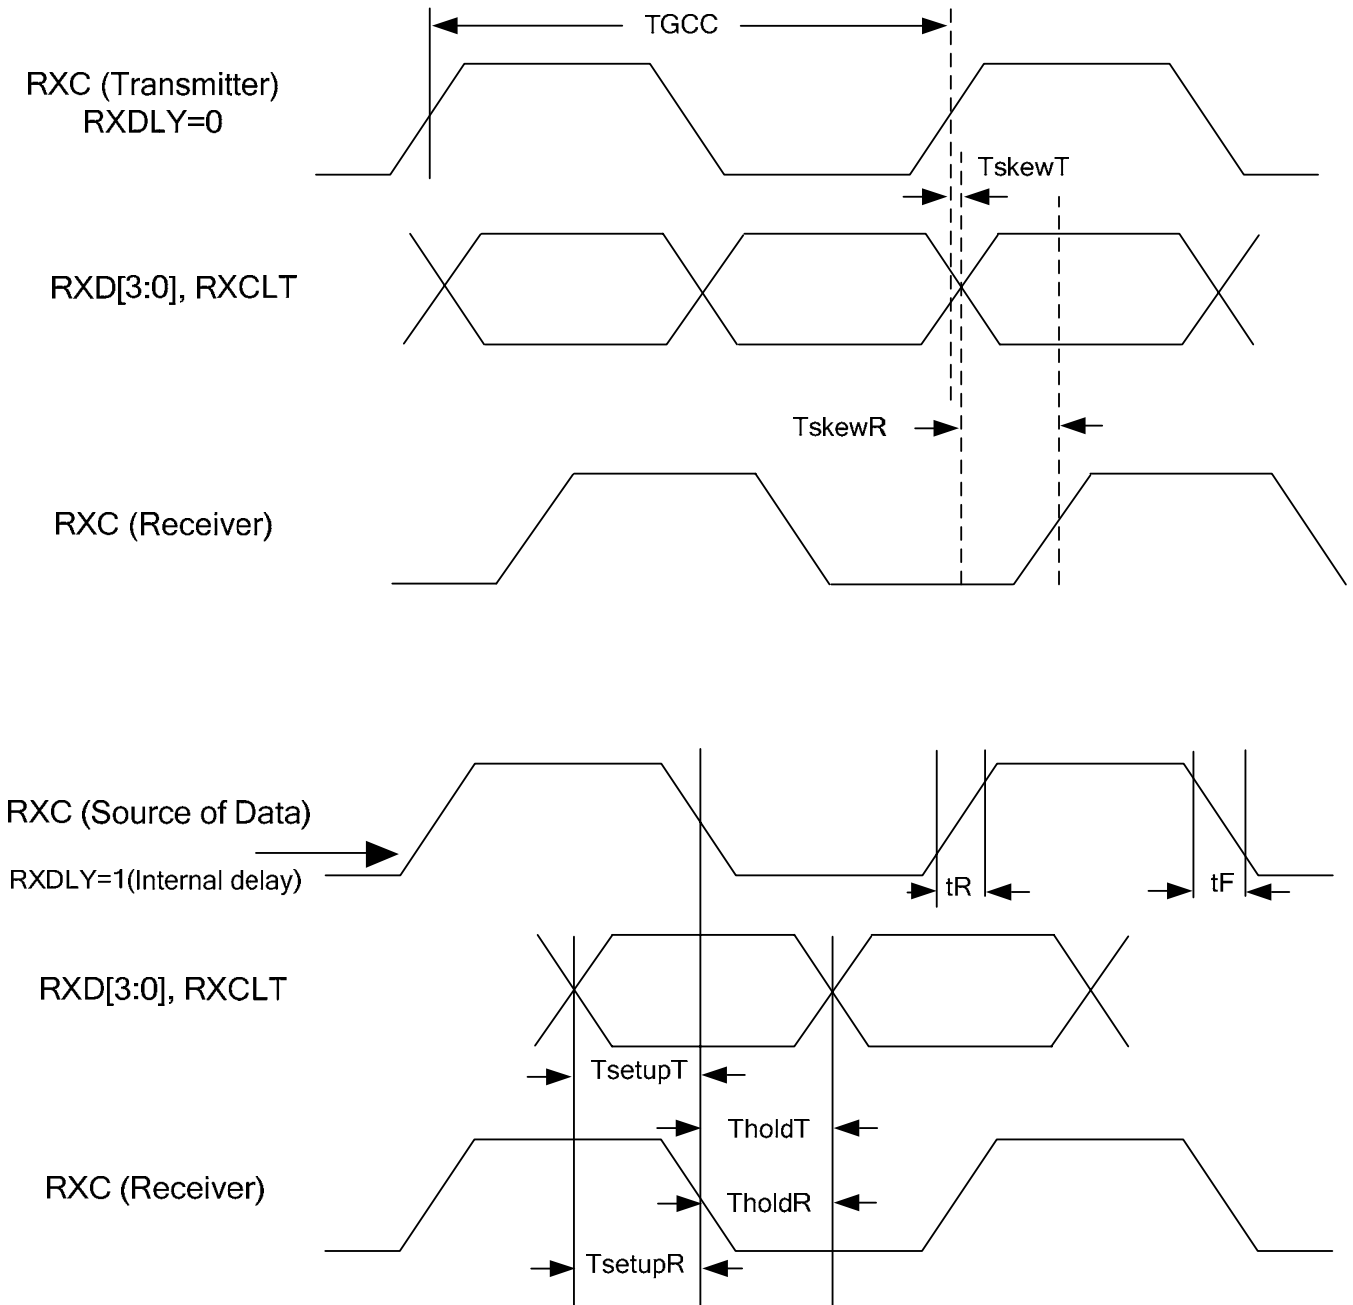 TGCC
RXC (Transmitter)
RXDLY=0
TskewT
RXD[3:0], RXCLT
TskewR
RXC (Receiver)
RXC (Source of Data)
RXDLY=1(Internal delay)
tR
tF
RXD[3:0], RXCLT
TsetupT
TholdT
RXC (Receiver)
TholdR
TsetupR